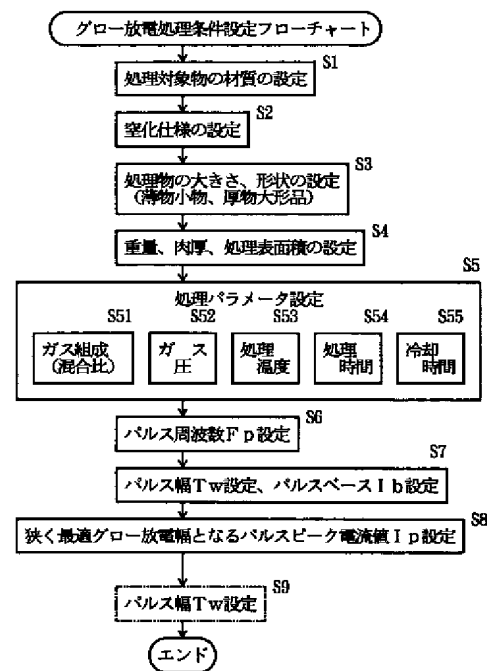 グロー放電処理条件設定フローチャート
S1
処理対象物の材質の設定
S2
窒化仕様の設定
S3
処理物の大きさ、形状の設定
(薄物小物、厚物大形品)
S4
重量、肉厚、処理表面積の設定
S5
処理パラメータ設定
S51
S52
S53
S54
S55
ガス組成
(混合比)
ガス
圧
処理
温度
処理
時間
冷却
時間
S6
パルス周波数Fp設定
S7
パルス幅Tw設定、パルスベースIb設定
S8
狭く最適グロー放電幅となるパルスピーク電流値Ip設定
S9
パルス幅Tw設定
エンド